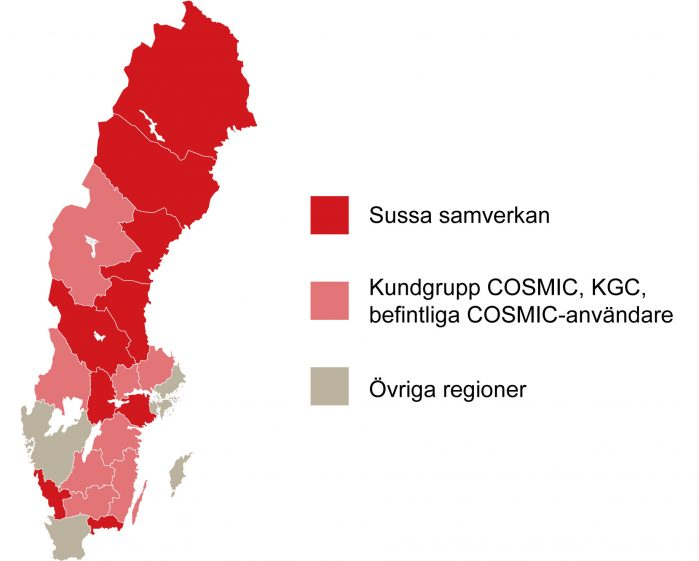 Sussa samverkan
Kundgrupp COSMIC, KGC,
befintliga COSMIC-användare
Övriga regioner